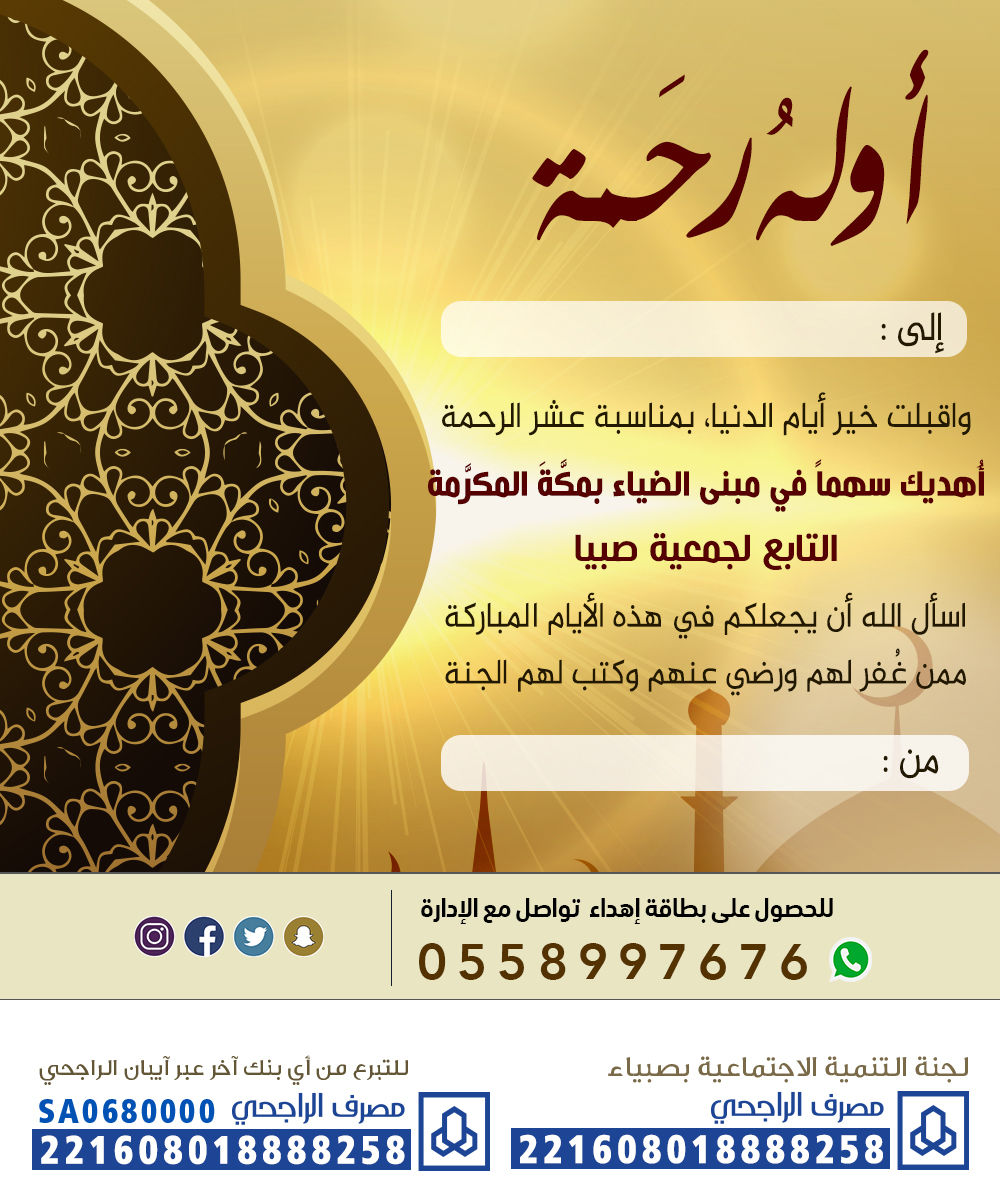 أولهُ رحَمة
إلى :
واقبلت خير أيام الدنيا، بمناسبة عشر الرحمة
أُهديك سهماً في مبنى الضياء بمكَّةَ المكرَّمة
التابع لجمعية صبيا
اسأل الله أن يجعلكم في هذه الأيام المباركة
ممن غُفر لهم ورضي عنهم وكتب لهم الجنة
من :
للحصول على بطاقة إهداء تواصل مع الإدارة
0558997676
لجنة التنمية الاجتماعية بصبياء
مصرف الراجحي
221608018888258
للتبرع من أي بنك آخر عبر آيبان الراجحي
مصرف الراجحي SA0680000
221608018888258